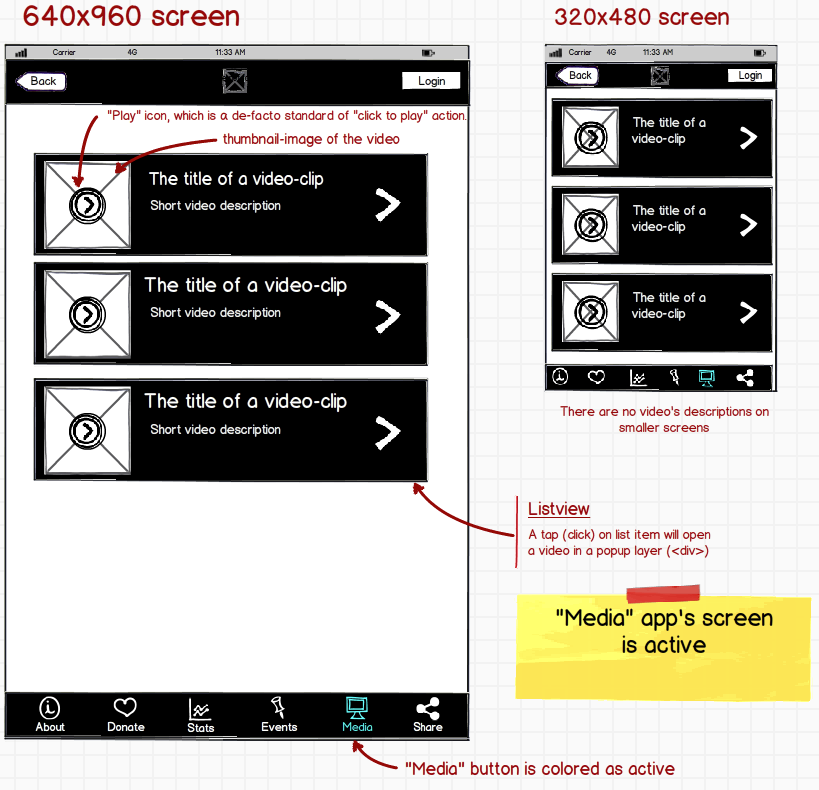 640x960 screen
Carrier 4G 11:33 AM
Back
Login
"Play" icon, which is a de-facto standard of "click to play" action.
thumbnail-image of the video
The title of a video-clip
Short video description
The title of a video-clip
Short video description
The title of a video-clip
Short video description
About Donate Stats Events Media Share
"Media" button is colored as active
320x480 screen
Carrier 4G 11:33 AM
Back
Login
The title of a
video-clip
The title of a
video-clip
The title of a
video-clip
There are no video's descriptions on
smaller screens
Listview
A tap (click) on list item will open
a video in a popup layer (<div>)
"Media" app's screen
is active